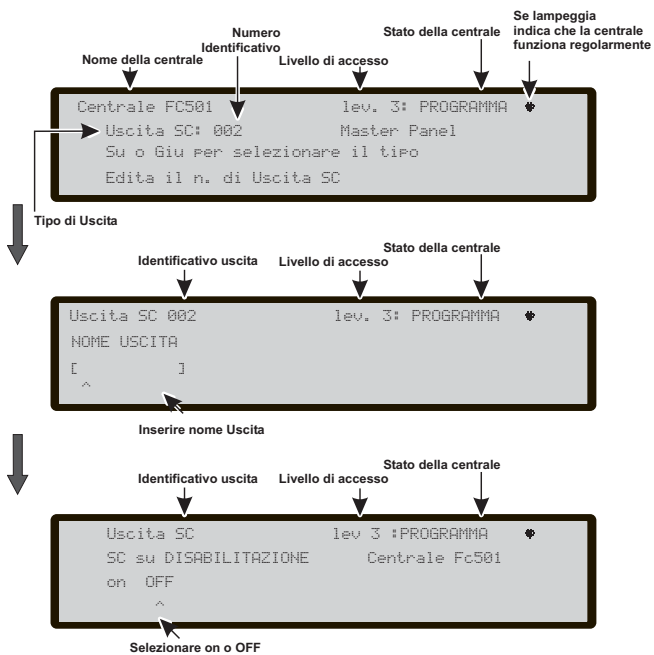 Se lampeggia
indica che la centrale
funziona regolarmente
Numero
Identificativo
Stato della centrale
Nome della centrale
Livello di accesso
Centrale FC501 lev. 3: PROGRAMMA
Uscita SC: 002 Master Panel
Su o Giu per selezionare il tipo
Edita il n. di Uscita SC
Tipo di Uscita
Stato della centrale
Identificativo uscita Livello di accesso
Uscita SC 002 lev. 3: PROGRAMMA
NOME USCITA
[ ]
^
Inserire nome Uscita
Stato della centrale
Identificativo uscita Livello di accesso
Uscita SC lev 3 :PROGRAMMA
SC su DISABILITAZIONE Centrale Fc501
on OFF
^
Selezionare on o OFF